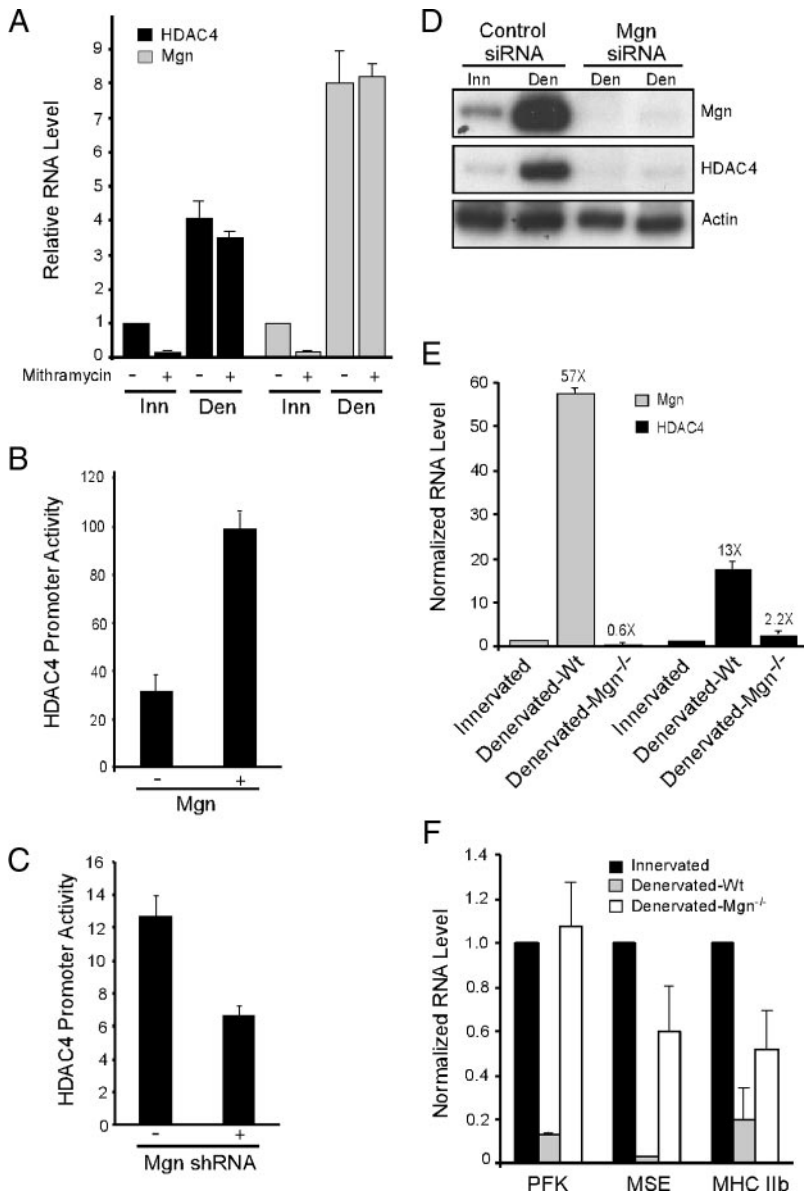 A
HDAC4
Mgn
Relative RNA Level
9
8
7
6
5
4
3
2
1
0
Mithramycin - + - + - + - +
Inn Den Inn Den
B
HDAC4 Promoter Activity
120
100
80
60
40
20
0
- +
Mgn
C
HDAC4 Promoter Activity
16
14
12
10
8
6
4
2
0
- +
Mgn shRNA
D
Control siRNA
Mgn siRNA
Inn Den Den Den
Mgn
HDAC4
Actin
E
Normalized RNA Level
60
50
40
30
20
10
0
Mgn
HDAC4
57X
0.6X
13X
2.2X
Innervated
Denervated-Wt
Denervated-Mgn-/-
Innervated
Denervated-Wt
Denervated-Mgn-/-
F
Normalized RNA Level
1.4
1.2
1.0
0.8
0.6
0.4
0.2
0
Innervated
Denervated-Wt
Denervated-Mgn-/-
PFK MSE MHC IIb